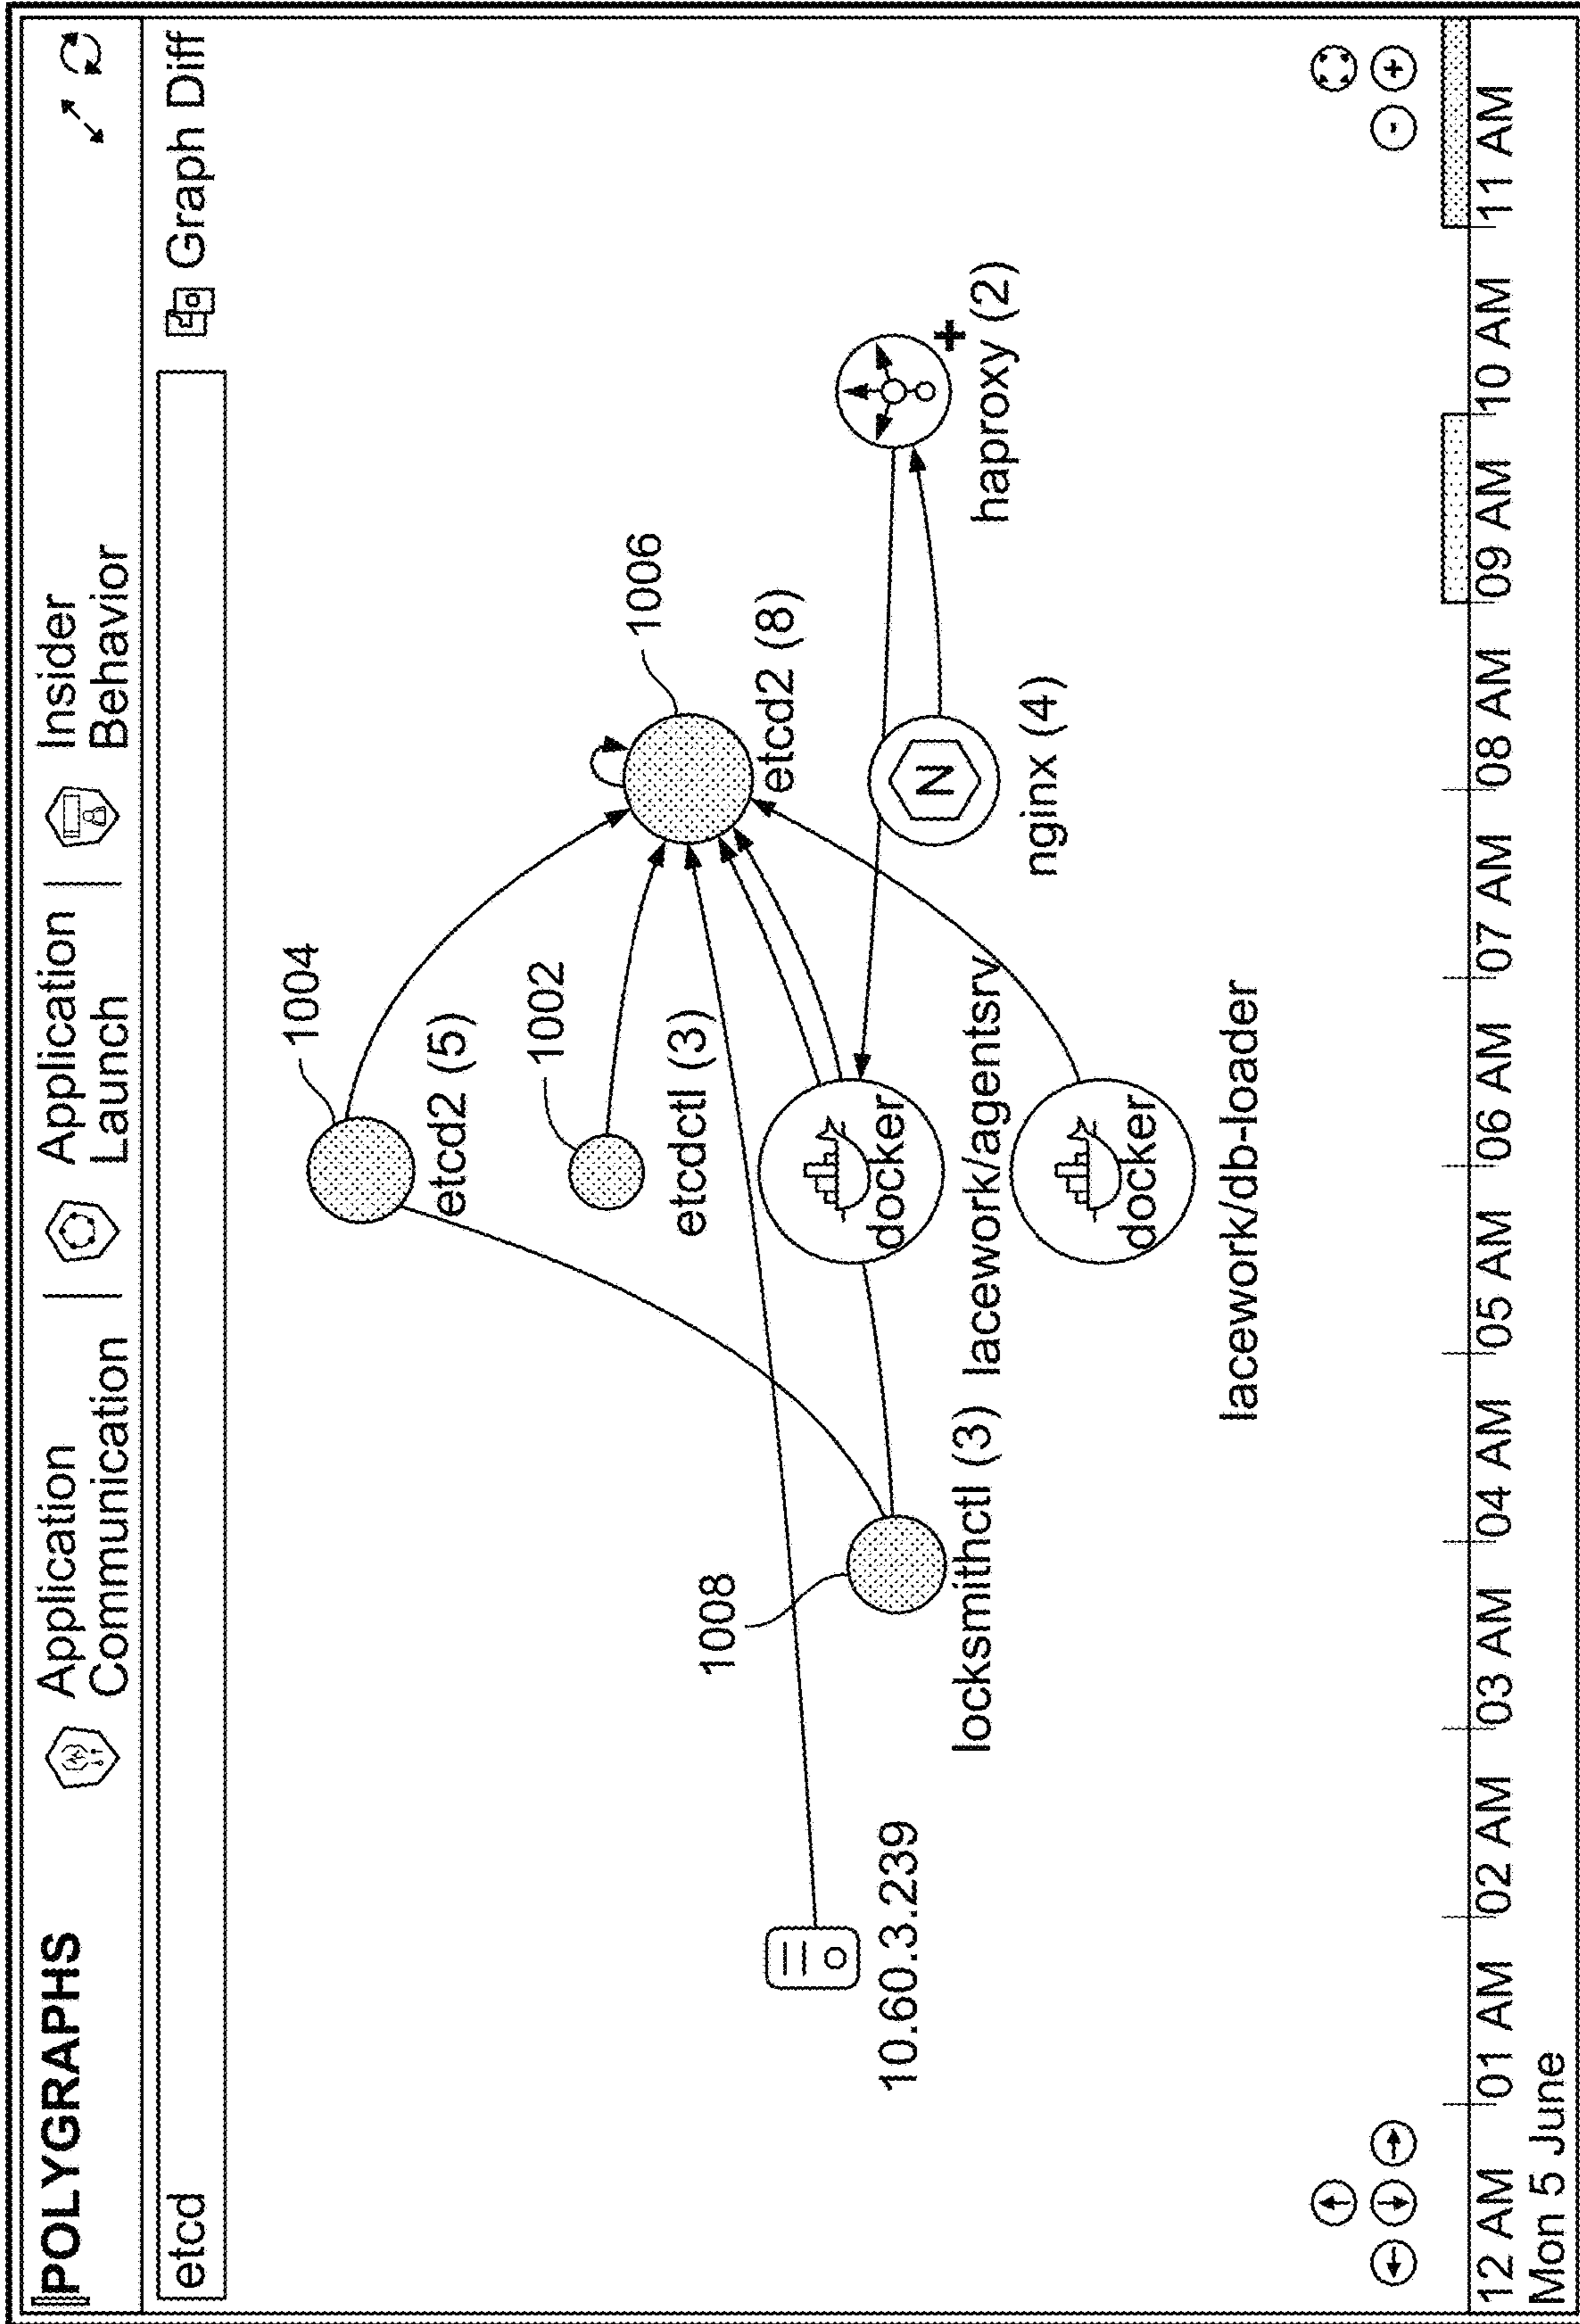 POLYGRAPHS
Application
Communication
Application
Launch
Insider
Behavior
etcd
Graph Diff
1004
etcd2 (5)
1002
etcdctl (3)
1006
etcd2 (8)
1008
locksmithctl (3)
10.60.3.239
docker
lacework/agentsrv
docker
lacework/db-loader
N
nginx (4)
haproxy (2)
+
- +
12 AM 01 AM 02 AM 03 AM 04 AM 05 AM 06 AM 07 AM 08 AM 09 AM 10 AM 11 AM
Mon 5 June